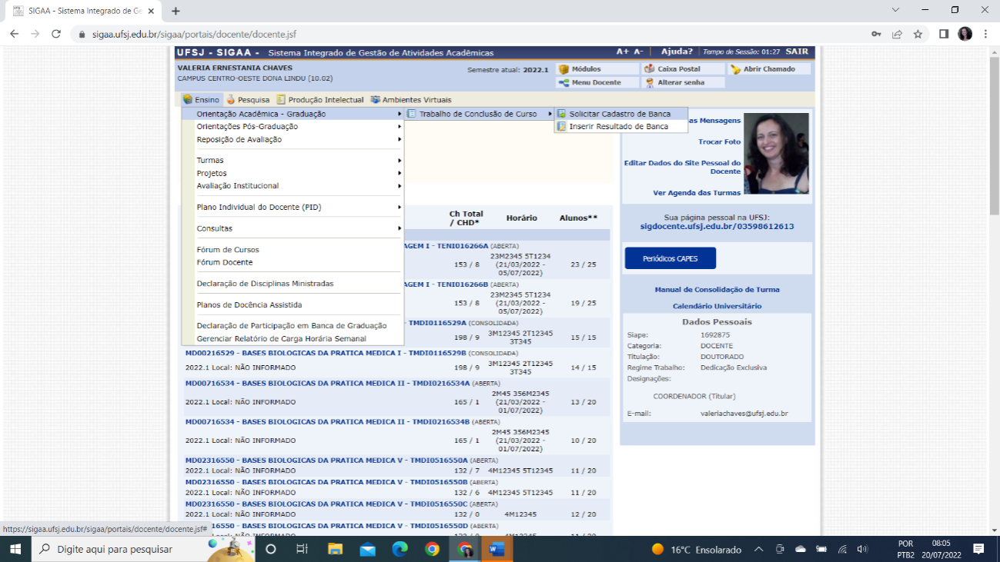 SIGAA - Sistema Integrado de Ge
sigaa.ufsj.edu.br/sigaa/portais/docente/docente.jsf
UFSJ - SIGAA - Sistema Integrado de Gestão de Atividades Acadêmicas
A+ A- Ajuda? Tempo de Sessão: 01:27 SAIR
VALERIA ERNESTANIA CHAVES
Semestre atual: 2022.1
CAMPUS CENTRO-OESTE DONA LINDU (10.02)
Módulos Caixa Postal Abrir Chamado
Menu Docente Alterar senha
Ensino Pesquisa Produção Intelectual Ambientes Virtuais
Orientação Acadêmica - Graduação
Trabalho de Conclusão de Curso
Solicitar Cadastro de Banca
Inserir Resultado de Banca
Orientações Pós-Graduação
Reposição de Avaliação
Turmas
Projetos
Avaliação Institucional
Plano Individual do Docente (PID)
Consultas
Fórum de Cursos
Fórum Docente
Declaração de Disciplinas Ministradas
Planos de Docência Assistida
Declaração de Participação em Banca de Graduação
Gerenciar Relatório de Carga Horária Semanal
Ch Total / CHD* Horário Alunos**
AGEM I - TENI016266A (ABERTA)
153 / 8 23M2345 5T1234 (21/03/2022 - 05/07/2022) 23 / 25
AGEM I - TENI016266B (ABERTA)
153 / 8 23M2345 5T1234 (21/03/2022 - 05/07/2022) 19 / 25
- TMDI0116529A (CONSOLIDADA)
198 / 9 3M12345 2T12345 3T345 15 / 15
MD00216529 - BASES BIOLOGICAS DA PRATICA MEDICA I - TMDI0116529B (CONSOLIDADA)
2022.1 Local: NÃO INFORMADO 198 / 9 3M12345 2T12345 3T345 14 / 15
MD00716534 - BASES BIOLOGICAS DA PRATICA MEDICA II - TMDI0216534A (ABERTA)
2022.1 Local: NÃO INFORMADO 165 / 1 2M45 356M2345 (21/03/2022 - 01/07/2022) 13 / 20
MD00716534 - BASES BIOLOGICAS DA PRATICA MEDICA II - TMDI0216534B (ABERTA)
2022.1 Local: NÃO INFORMADO 165 / 1 2M45 356M2345 (21/03/2022 - 01/07/2022) 10 / 20
MD02316550 - BASES BIOLOGICAS DA PRATICA MEDICA V - TMDI0516550A (ABERTA)
2022.1 Local: NÃO INFORMADO 132 / 7 4M12345 5T12345 11 / 20
MD02316550 - BASES BIOLOGICAS DA PRATICA MEDICA V - TMDI0516550B (ABERTA)
2022.1 Local: NÃO INFORMADO 132 / 6 4M12345 5T12345 11 / 20
MD02316550 - BASES BIOLOGICAS DA PRATICA MEDICA V - TMDI0516550C (ABERTA)
2022.1 Local: NÃO INFORMADO 132 / 0 4M12345 12 / 20
16550 - BASES BIOLOGICAS DA PRATICA MEDICA V - TMDI0516550D (ABERTA)
as Mensagens
Trocar Foto
Editar Dados do Site Pessoal do
Docente
Ver Agenda das Turmas
Sua página pessoal na UFSJ:
sigdocente.ufsj.edu.br/03598612613
Periódicos CAPES
Manual de Consolidação de Turma
Calendário Universitário
Dados Pessoais
Siape: 1692875
Categoria: DOCENTE
Titulação: DOUTORADO
Regime Trabalho: Dedicação Exclusiva
Designações:
COORDENADOR (Titular)
E-mail: valeriachaves@ufsj.edu.br
https://sigaa.ufsj.edu.br/sigaa/portais/docente/docente.jsf#
Digite aqui para pesquisar
16°C Ensolarado
POR
PTB2
08:05
20/07/2022